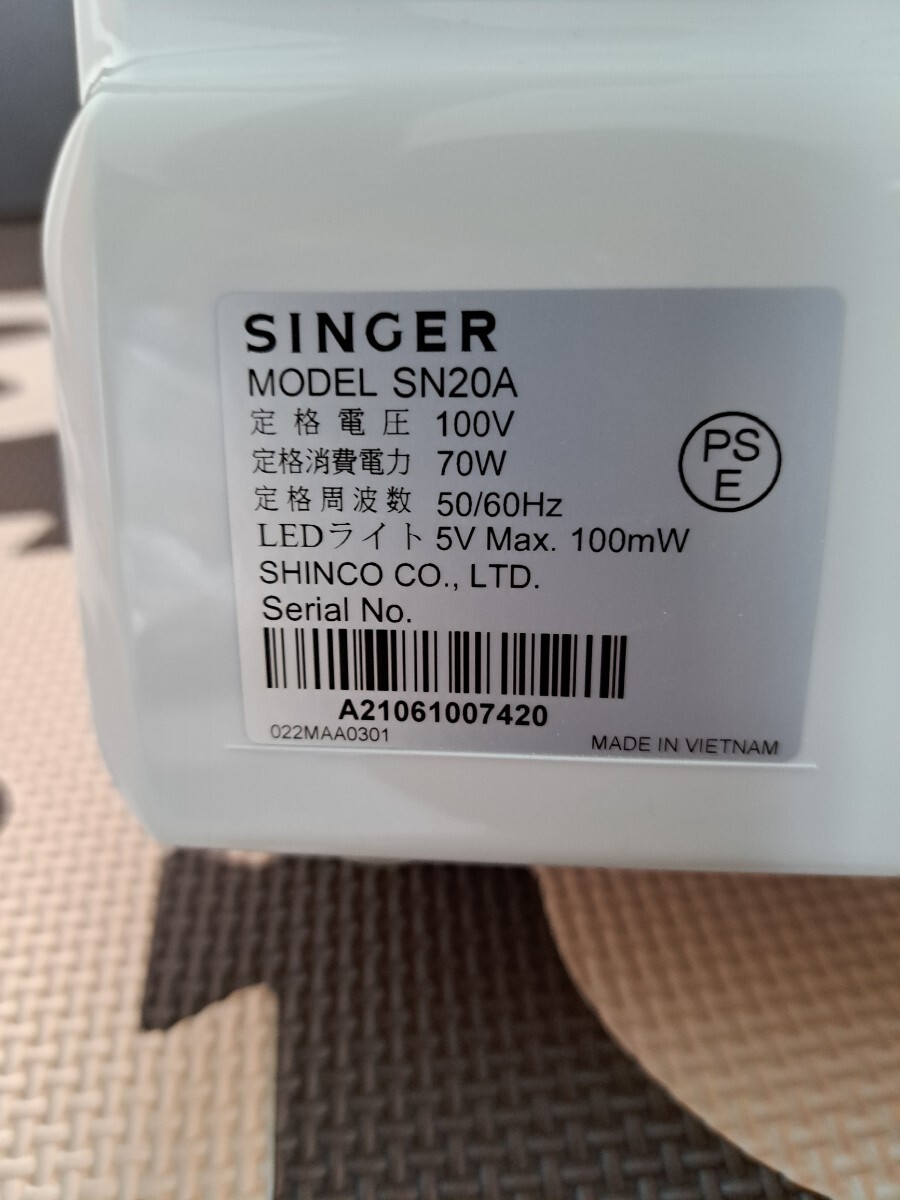 SINGER
MODEL SN20A
定格電圧 100V
定格消費電力 70W
定格周波数 50/60Hz
LEDライト 5V Max. 100mW
SHINCO CO., LTD.
Serial No.
A21061007420
022MAA0301
MADE IN VIETNAM
PS
E